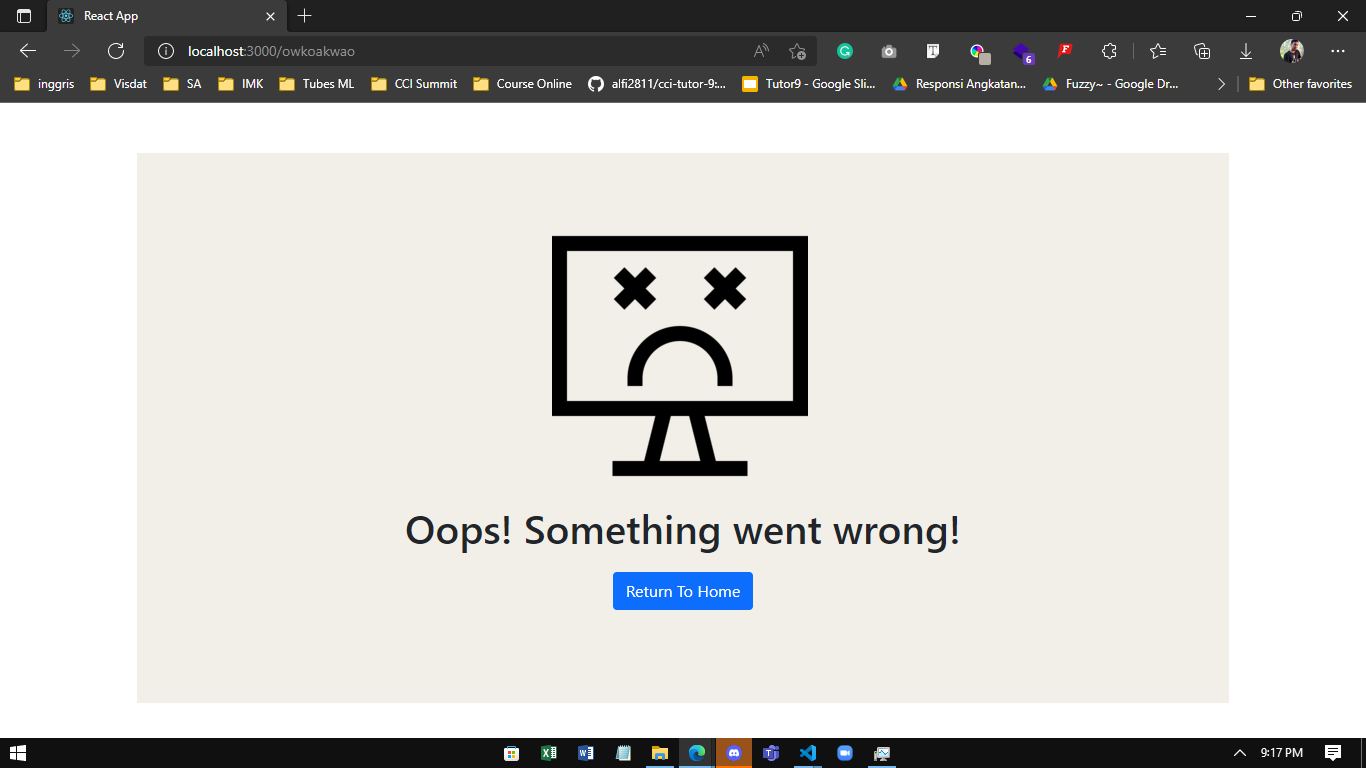 React App
localhost:3000/owkoakwao
A
6
inggris
Visdat
SA
IMK
Tubes ML
CCI Summit
Course Online
alfi2811/cci-tutor-9:...
Tutor9 - Google Sli...
Responsi Angkatan...
Fuzzy~ - Google Dr...
Other favorites
Oops! Something went wrong!
Return To Home
9:17 PM